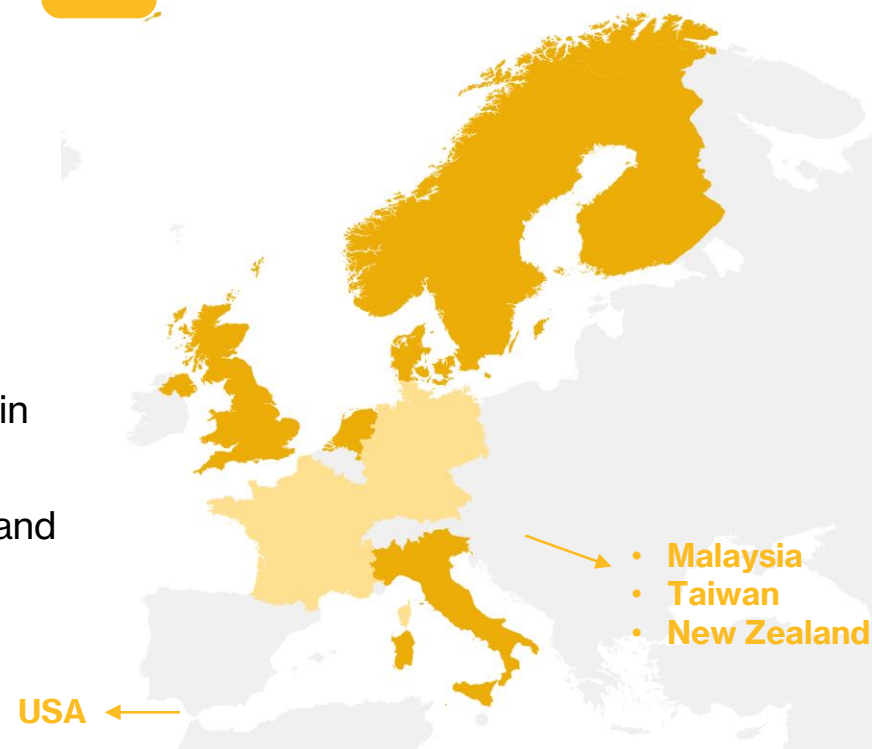 in
and
• Malaysia
• Taiwan
• New Zealand
USA